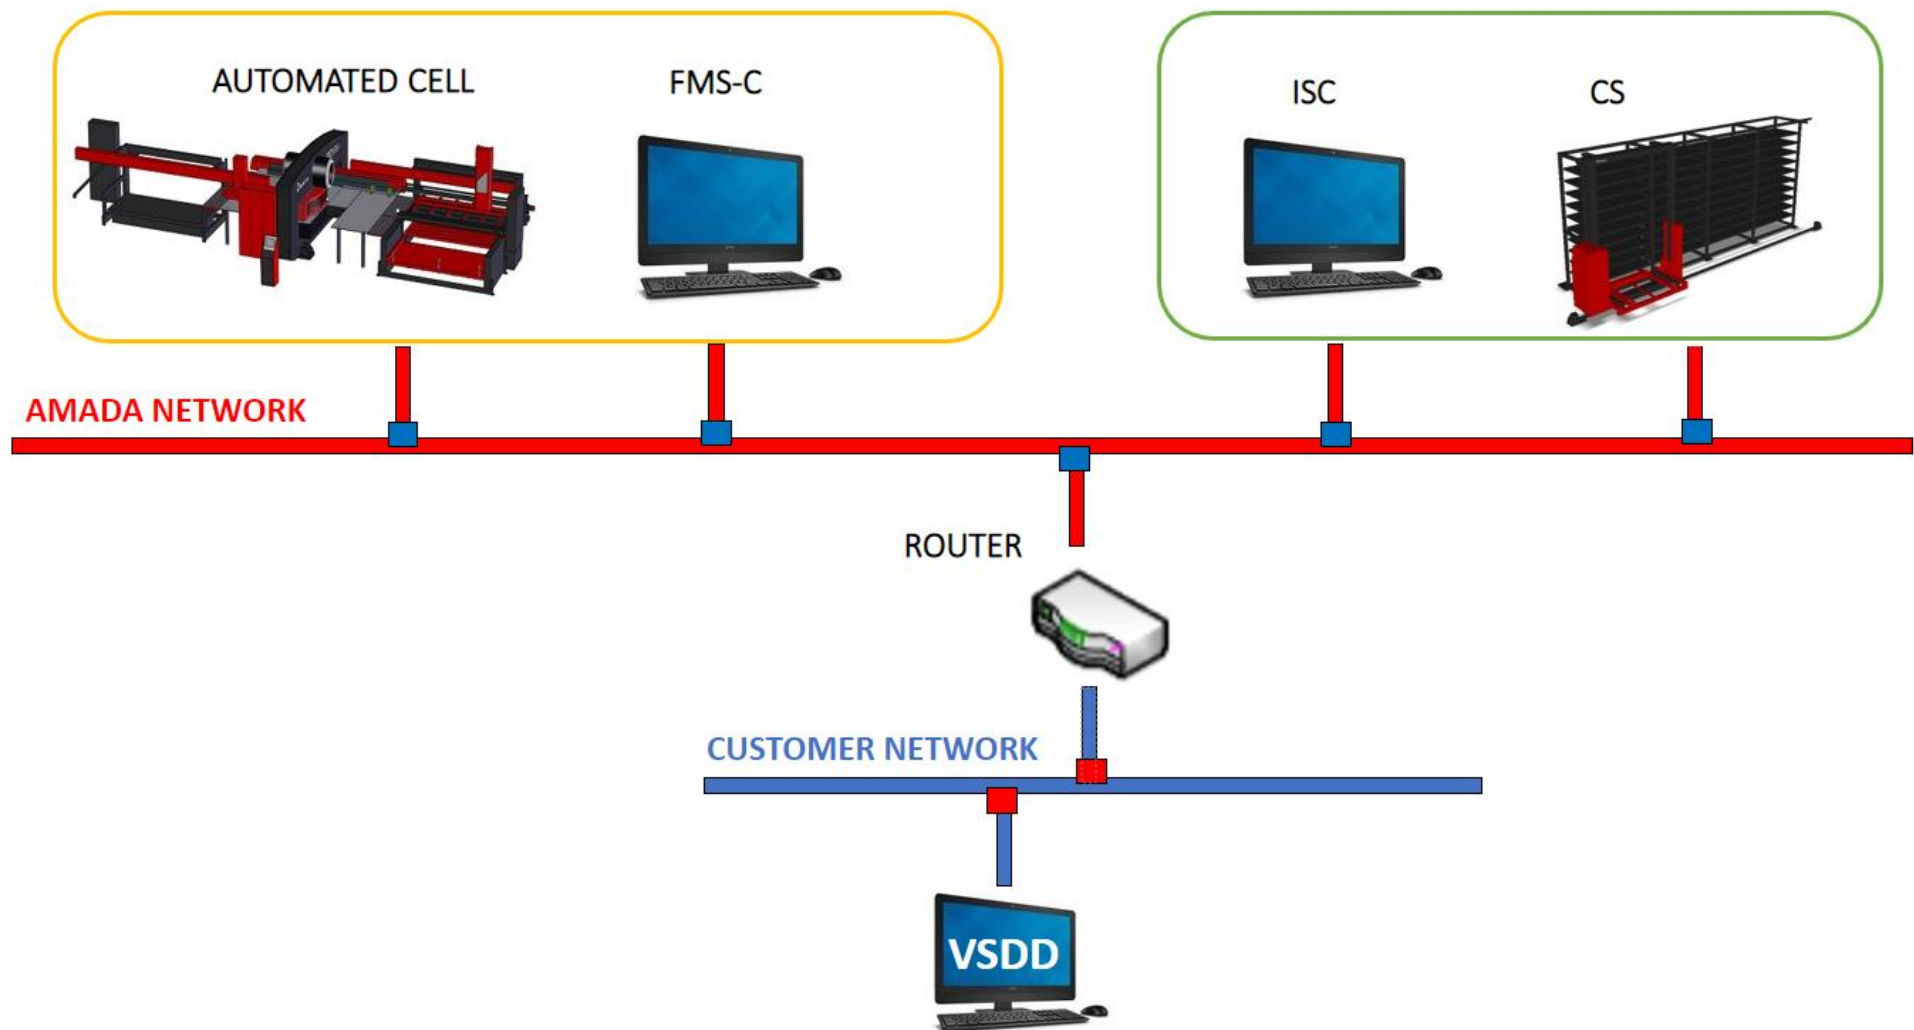 AUTOMATED CELL
FMS-C
ISC
CS
AMADA NETWORK
ROUTER
CUSTOMER NETWORK
VSDD